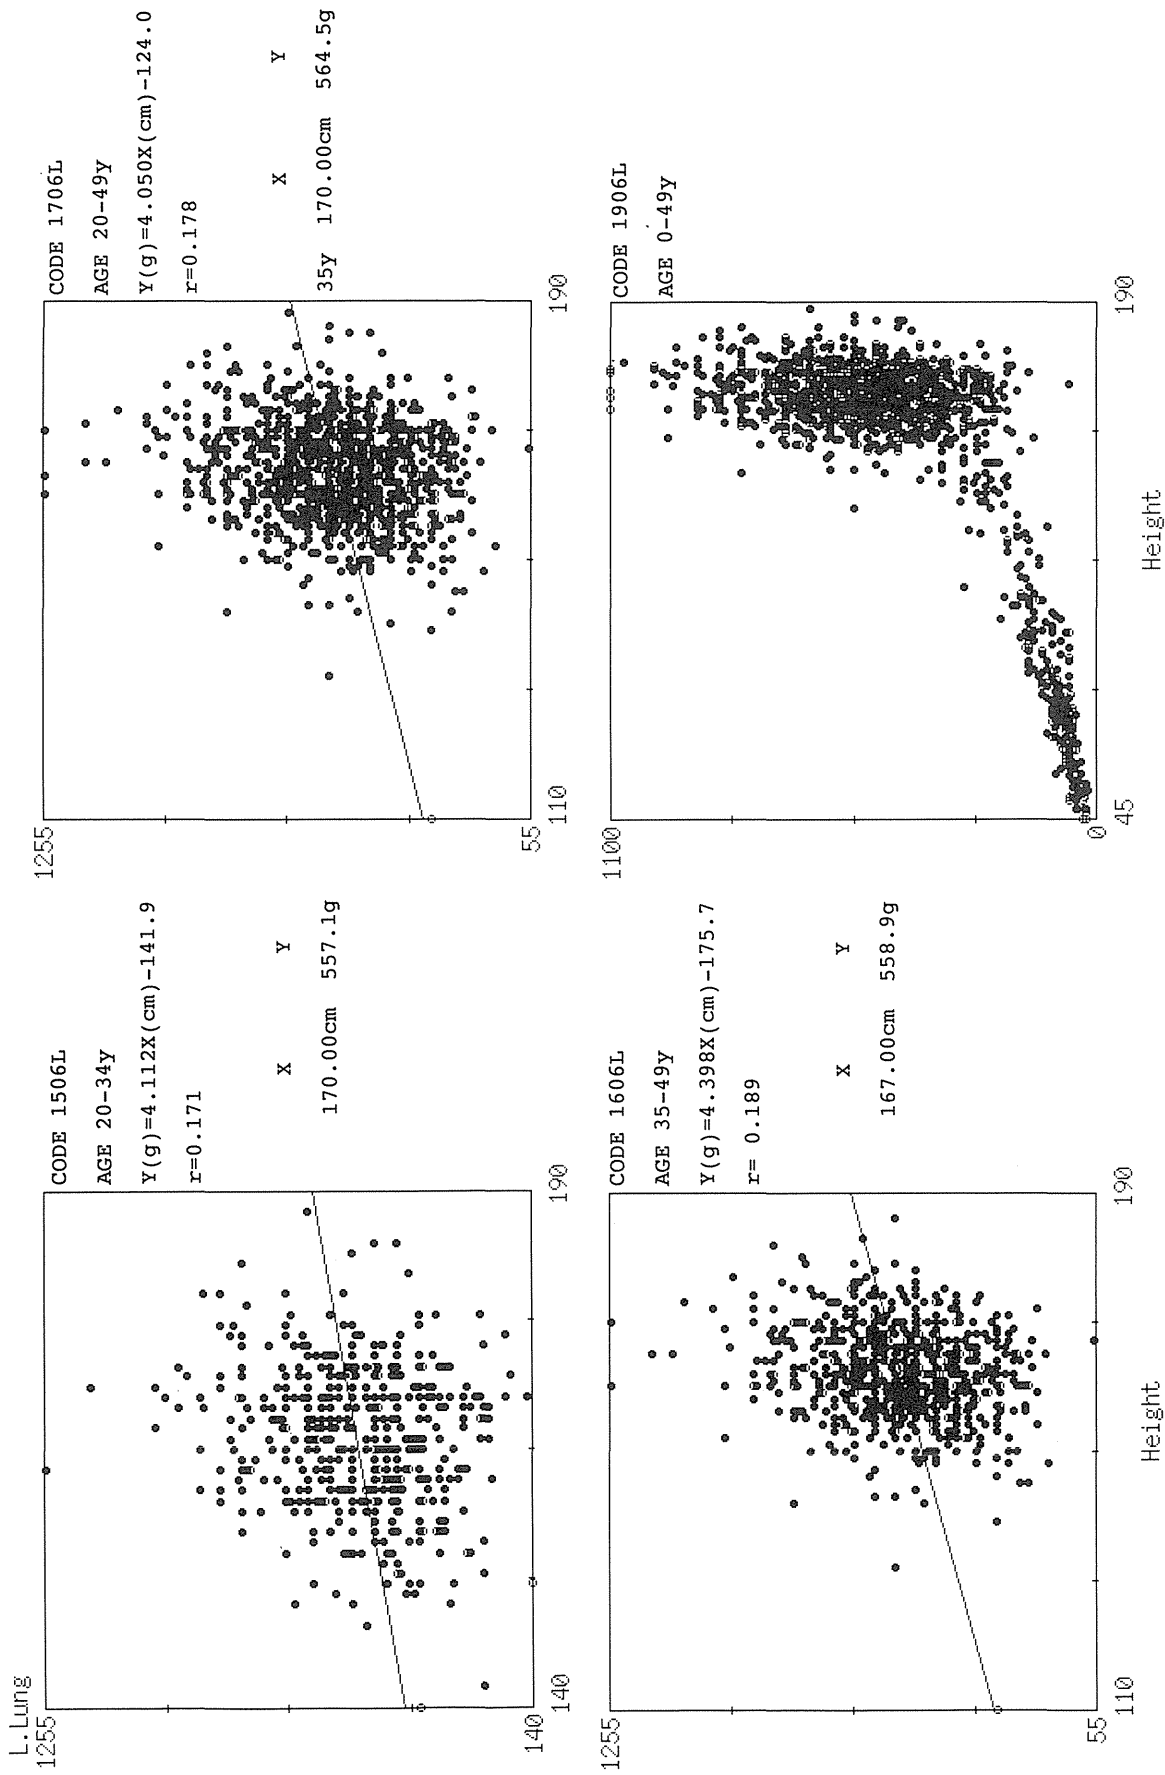 L.Lung
1255
140
140
190
CODE 1506L
AGE 20-34y
Y(g)=4.112X(cm)-141.9
r=0.171
X Y
170.00cm 557.1g
1255
55
110
190
CODE 1706L
AGE 20-49y
Y(g)=4.050X(cm)-124.0
r=0.178
X Y
35y 170.00cm 564.5g
1255
55
110
190
Height
CODE 1606L
AGE 35-49y
Y(g)=4.398X(cm)-175.7
r= 0.189
X Y
167.00cm 558.9g
1100
0
45
190
Height
CODE 1906L
AGE 0-49y